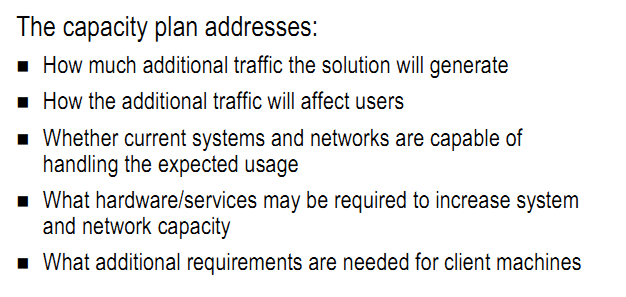 The capacity plan addresses:
■ How much additional traffic the solution will generate
■ How the additional traffic will affect users
■ Whether current systems and networks are capable of
handling the expected usage
■ What hardware/services may be required to increase system
and network capacity
■ What additional requirements are needed for client machines